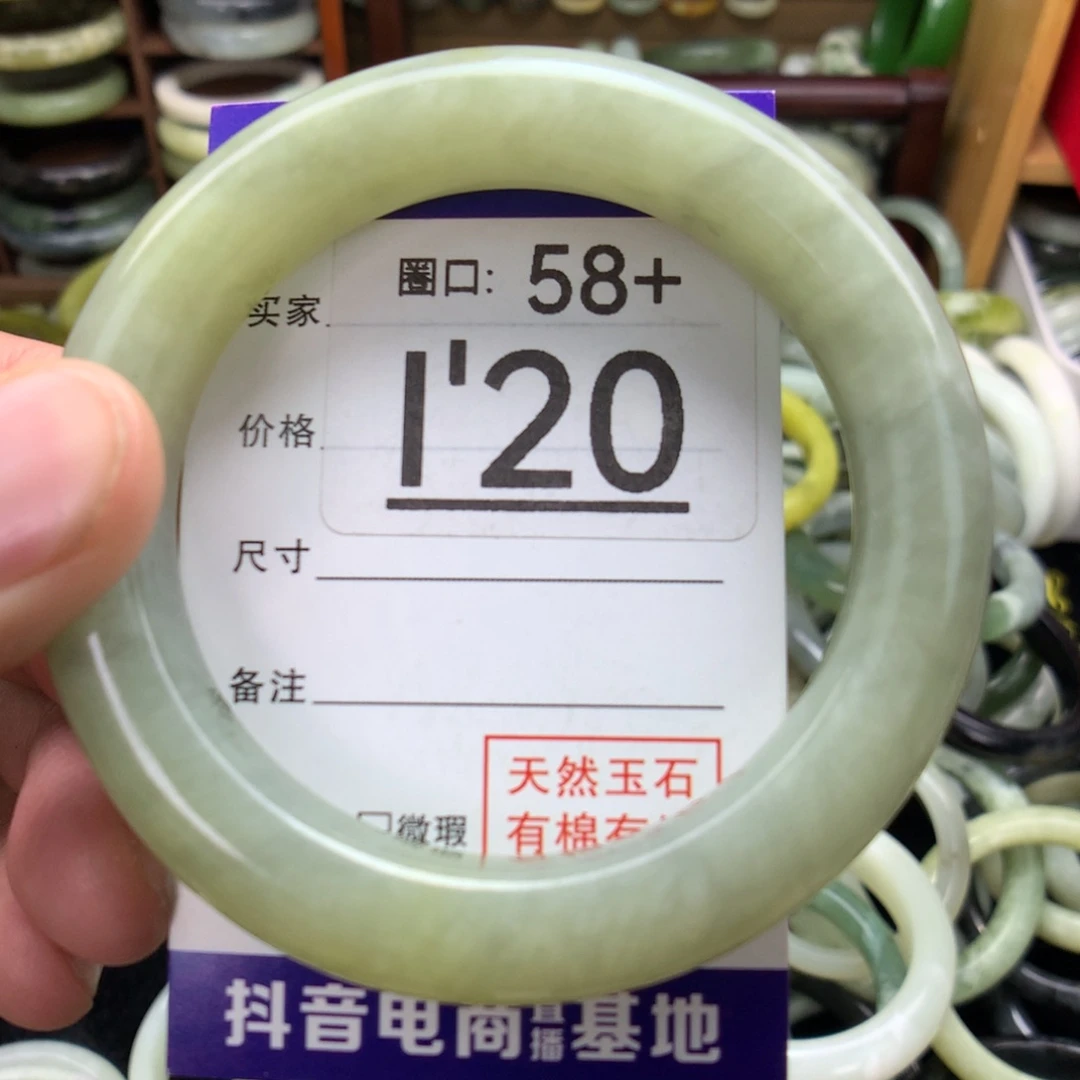 圈口: 58+
买家
1'20
价格
尺寸
备注
天然玉石
微瑕
有棉有
抖音电商直播基地